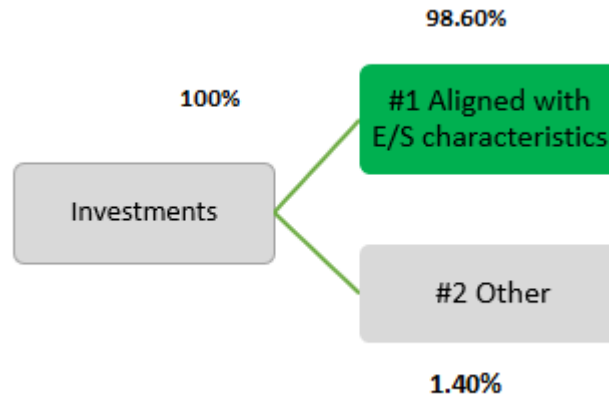 98.60%
100%
#1 Aligned with
E/S characteristics
Investments
#2 Other
1.40%